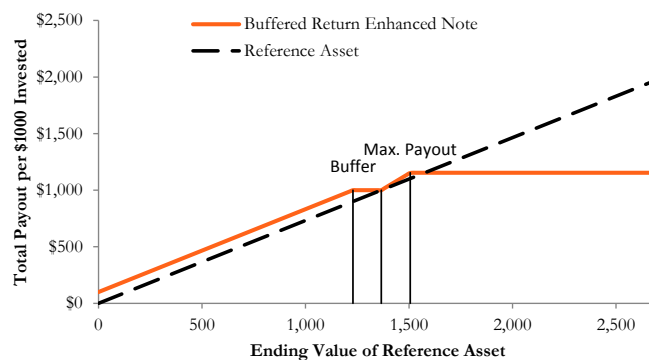 $2,500
Buffered Return Enhanced Note
Reference Asset
$2,000
$1,500
Max. Payout
Buffer
$1,000
$500
$0
0
500
1,000
1,500
2,000
2,500
Total Payout per $1000 Invested
Ending Value of Reference Asset